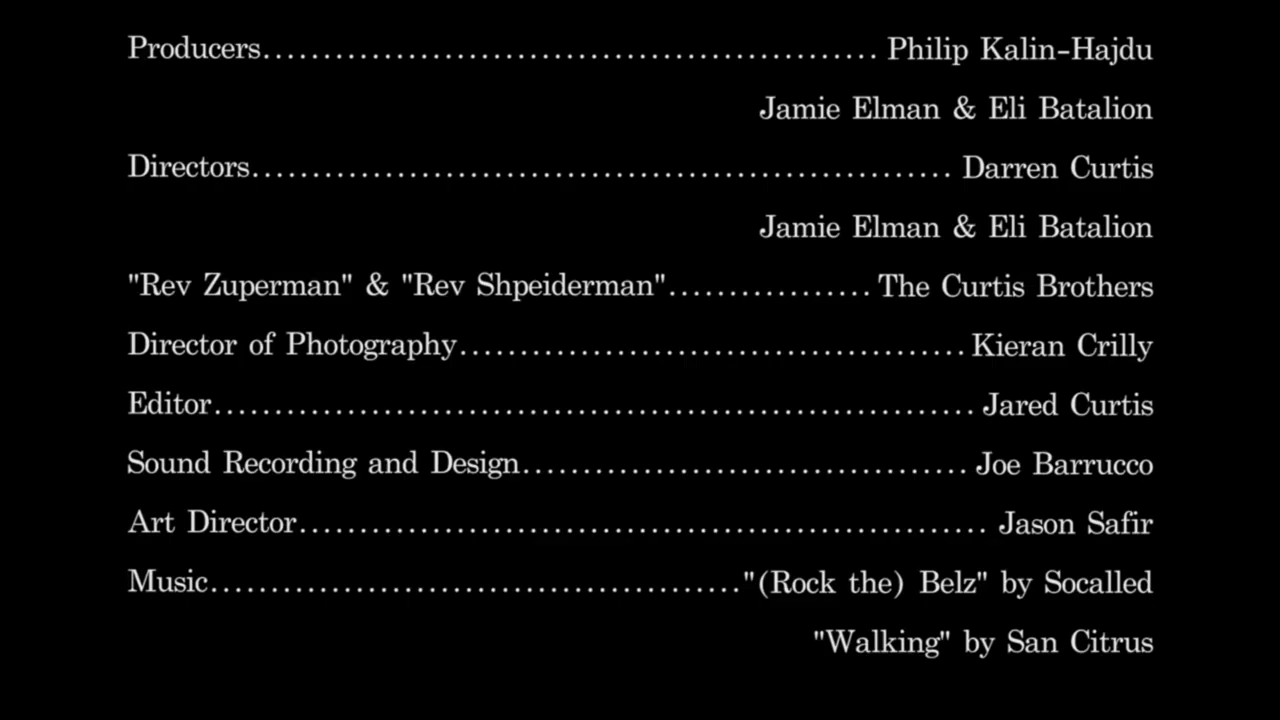 Producers................................................... Philip Kalin-Hajdu
Jamie Elman & Eli Batalion
Directors.......................................................... Darren Curtis
Jamie Elman & Eli Batalion
"Rev Zuperman" & "Rev Shpeiderman"................. The Curtis Brothers
Director of Photography.......................................... Kieran Crilly
Editor............................................................... Jared Curtis
Sound Recording and Design..................................... Joe Barrucco
Art Director......................................................... Jason Safir
Music............................................"(Rock the) Belz" by Socalled
"Walking" by San Citrus